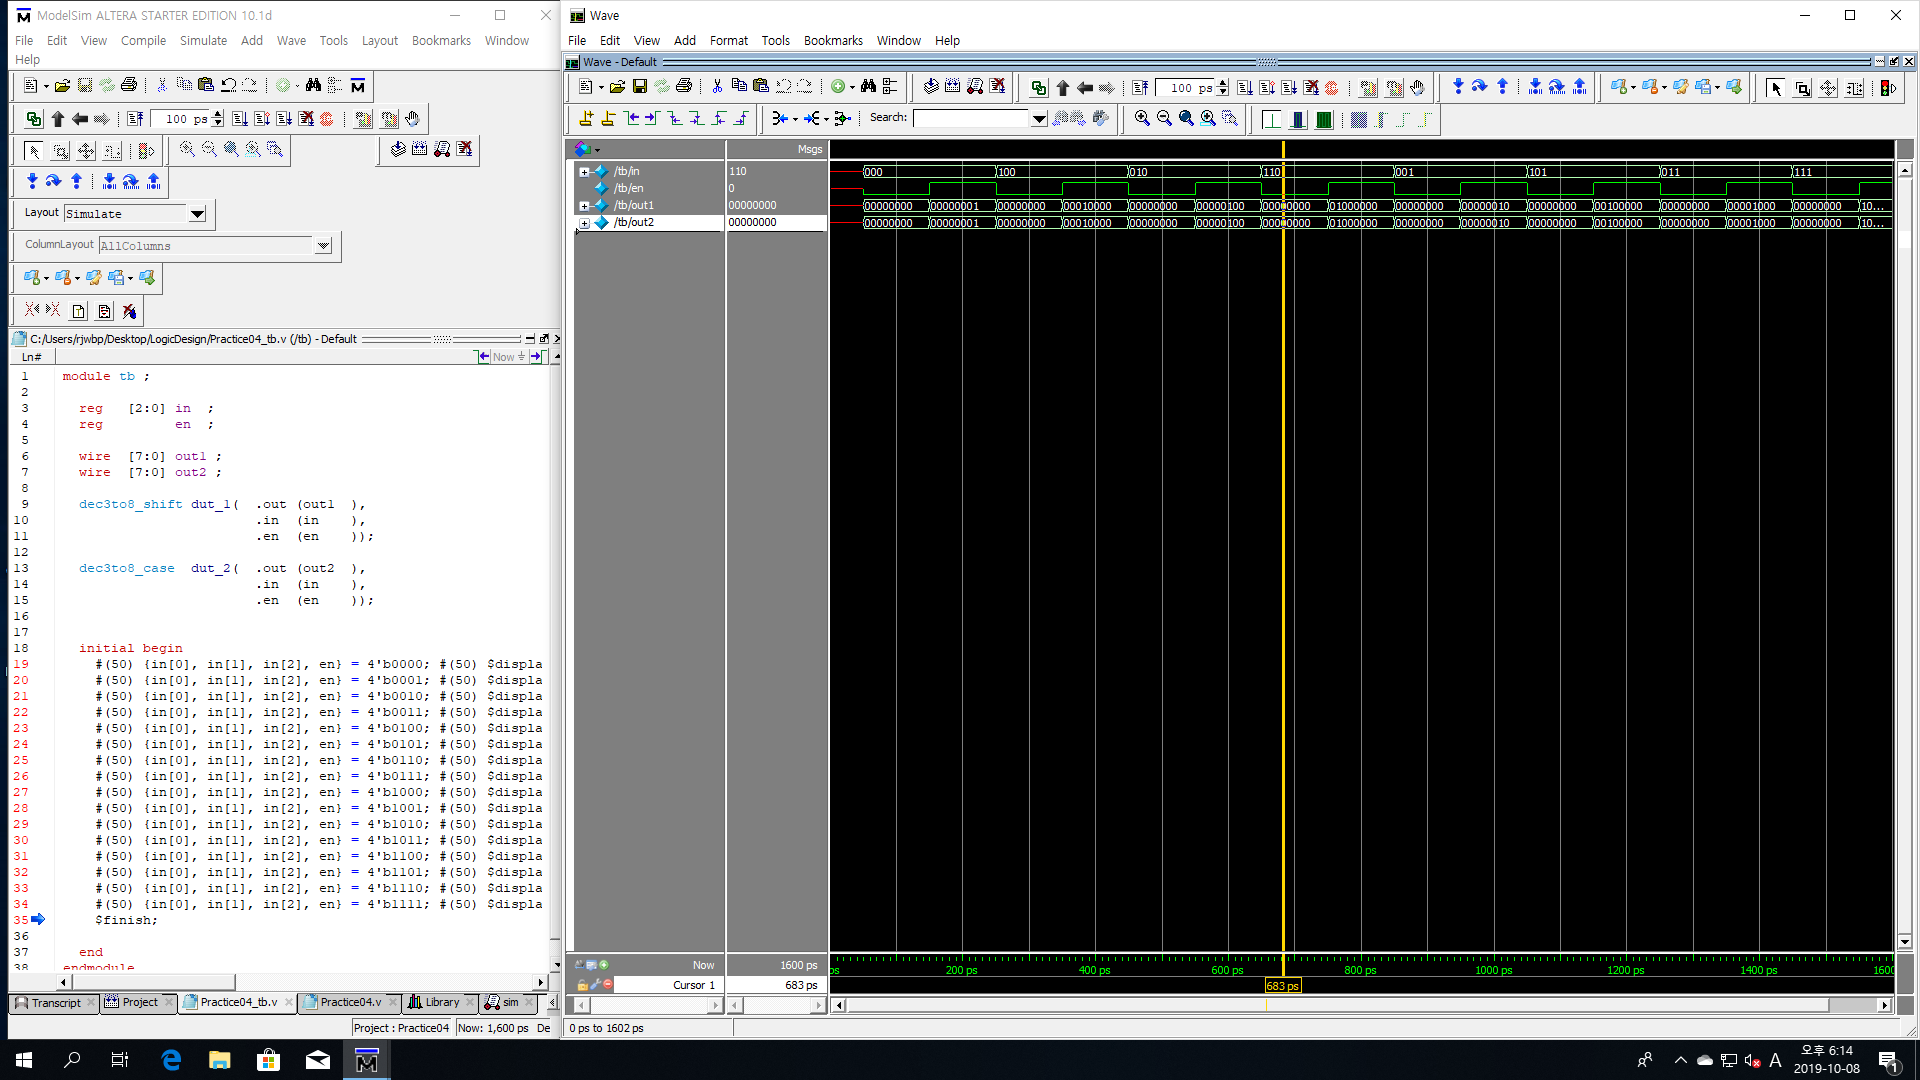 ModelSim ALTERA STARTER EDITION 10.1d
File Edit View Compile Simulate Add Wave Tools Layout Bookmarks Window
Help
100 ps
Layout Simulate
ColumnLayout AllColumns
C:/Users/rjwbp/Desktop/LogicDesign/Practice04_tb.v (/tb) - Default
Ln# Now
1 module tb ;
2
3 reg [2:0] in ;
4 reg en ;
5
6 wire [7:0] out1 ;
7 wire [7:0] out2 ;
8
9 dec3to8_shift dut_1( .out (out1 ),
10 .in (in ),
11 .en (en ));
12
13 dec3to8_case dut_2( .out (out2 ),
14 .in (in ),
15 .en (en ));
16
17
18 initial begin
19 #(50) {in[0], in[1], in[2], en} = 4'b0000; #(50) $displa
20 #(50) {in[0], in[1], in[2], en} = 4'b0001; #(50) $displa
21 #(50) {in[0], in[1], in[2], en} = 4'b0010; #(50) $displa
22 #(50) {in[0], in[1], in[2], en} = 4'b0011; #(50) $displa
23 #(50) {in[0], in[1], in[2], en} = 4'b0100; #(50) $displa
24 #(50) {in[0], in[1], in[2], en} = 4'b0101; #(50) $displa
25 #(50) {in[0], in[1], in[2], en} = 4'b0110; #(50) $displa
26 #(50) {in[0], in[1], in[2], en} = 4'b0111; #(50) $displa
27 #(50) {in[0], in[1], in[2], en} = 4'b1000; #(50) $displa
28 #(50) {in[0], in[1], in[2], en} = 4'b1001; #(50) $displa
29 #(50) {in[0], in[1], in[2], en} = 4'b1010; #(50) $displa
30 #(50) {in[0], in[1], in[2], en} = 4'b1011; #(50) $displa
31 #(50) {in[0], in[1], in[2], en} = 4'b1100; #(50) $displa
32 #(50) {in[0], in[1], in[2], en} = 4'b1101; #(50) $displa
33 #(50) {in[0], in[1], in[2], en} = 4'b1110; #(50) $displa
34 #(50) {in[0], in[1], in[2], en} = 4'b1111; #(50) $displa
35 $finish;
36
37 end
38 endmodule
Transcript Project Practice04_tb.v Practice04.v Library sim
Project : Practice04 Now: 1,600 ps De
Wave
File Edit View Add Format Tools Bookmarks Window Help
Wave - Default
100 ps
Search:
Msgs
/tb/in 110 000 100 010 110 001 101 011 111
/tb/en 0
/tb/out1 00000000 00000000 00000001 00000000 00010000 00000000 00000100 00000000 01000000 00000000 00000010 00000000 00100000 00000000 00001000 00000000 10...
/tb/out2 00000000 00000000 00000001 00000000 00010000 00000000 00000100 00000000 01000000 00000000 00000010 00000000 00100000 00000000 00001000 00000000 10...
Now 1600 ps ps 200 ps 400 ps 600 ps 800 ps 1000 ps 1200 ps 1400 ps 1600
Cursor 1 683 ps 683 ps
0 ps to 1602 ps
A 오후 6:14
2019-10-08
1